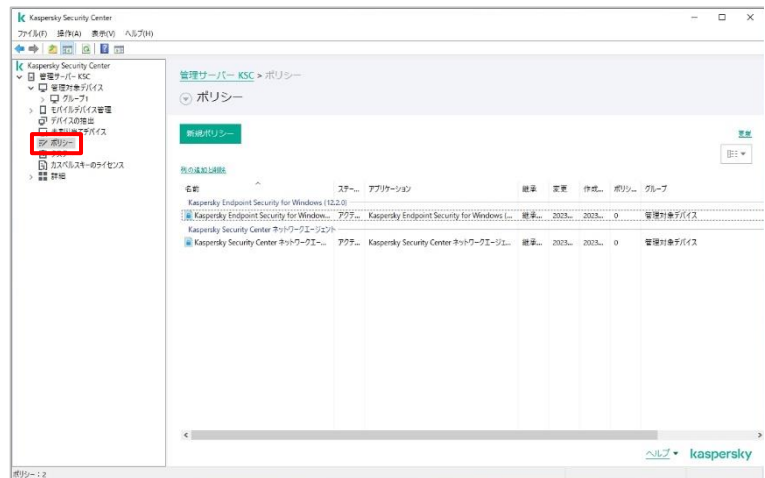 Kaspersky Security Center
ファイル(F) 操作(A) 表示(V) ヘルプ(H)
Kaspersky Security Center
管理サーバー KSC
管理対象デバイス
グループ1
モバイルデバイス管理
デバイスの抽出
ポリシー
カスペルスキーのライセンス
詳細
管理サーバー KSC > ポリシー
ポリシー
新規ポリシー
更新
列の追加と削除
名前 ステー... アプリケーション 継承 変更 作成... ポリシ... グループ
Kaspersky Endpoint Security for Windows (12.2.0)
Kaspersky Endpoint Security for Window... アクテ... Kaspersky Endpoint Security for Windows (... 継承... 2023... 2023... 0 管理対象デバイス
Kaspersky Security Center ネットワークエージェント
Kaspersky Security Center ネットワークエー... アクテ... Kaspersky Security Center ネットワークエージェ... 継承... 2023... 2023... 0 管理対象デバイス
ヘルプ kaspersky
ポリシー : 2